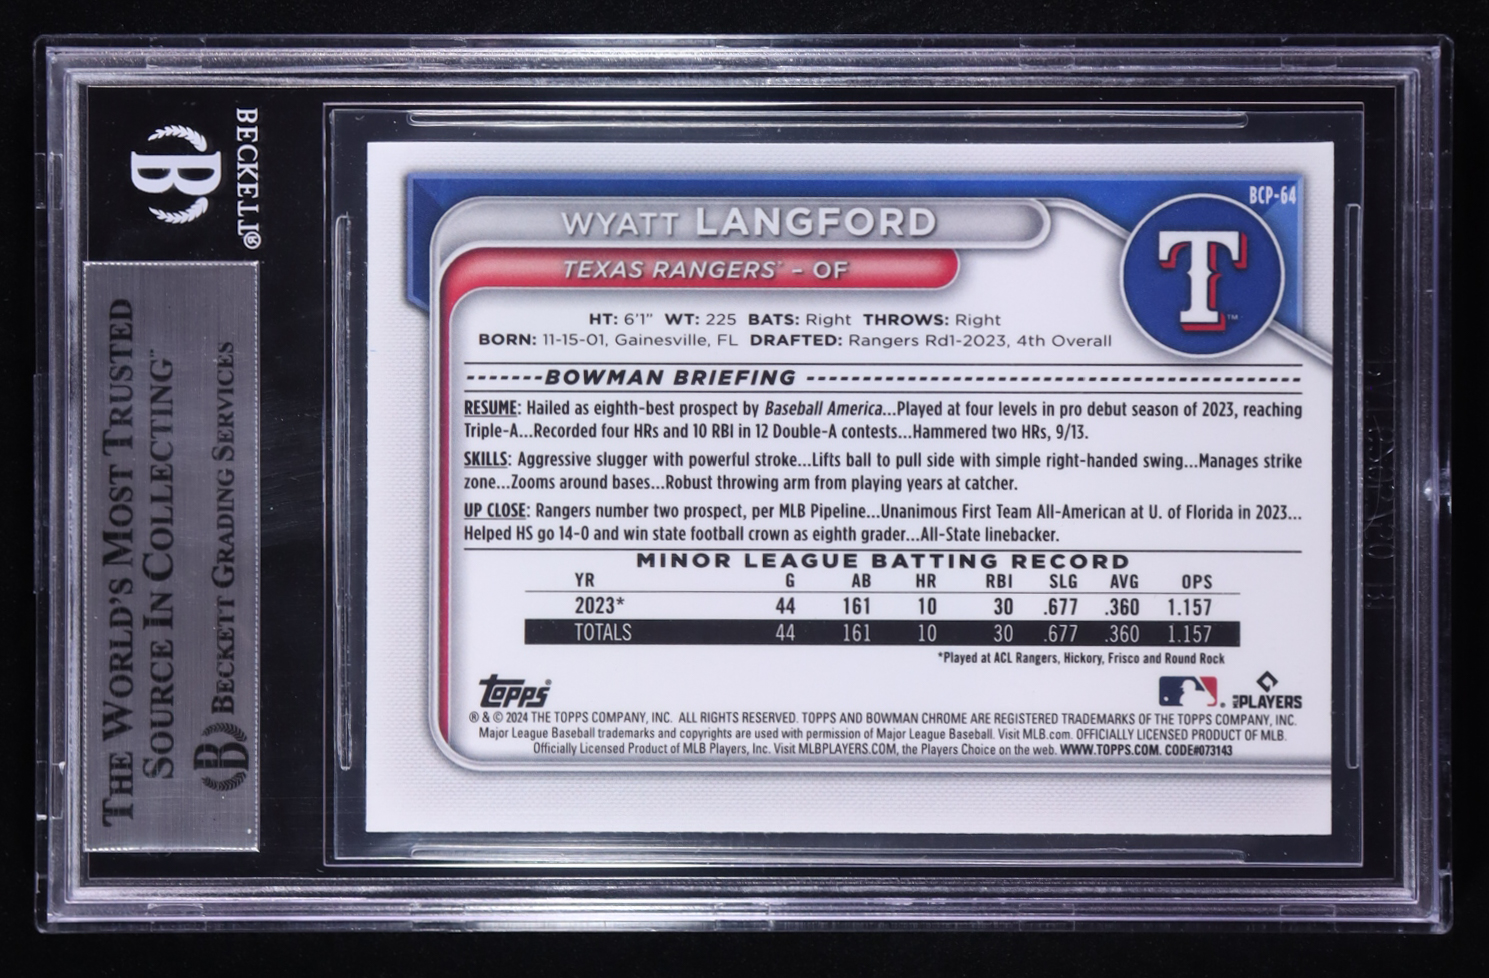 BECKETT®
B
THE WORLD'S MOST TRUSTED
SOURCE IN COLLECTING™
B BECKETT GRADING SERVICES
BCP-64
WYATT LANGFORD
TEXAS RANGERS™ - OF
T™
HT: 6'1" WT: 225 BATS: Right THROWS: Right
BORN: 11-15-01, Gainesville, FL DRAFTED: Rangers Rd1-2023, 4th Overall
BOWMAN BRIEFING
RESUME: Hailed as eighth-best prospect by Baseball America...Played at four levels in pro debut season of 2023, reaching
Triple-A...Recorded four HRs and 10 RBI in 12 Double-A contests...Hammered two HRs, 9/13.
SKILLS: Aggressive slugger with powerful stroke...Lifts ball to pull side with simple right-handed swing...Manages strike
zone...Zooms around bases...Robust throwing arm from playing years at catcher.
UP CLOSE: Rangers number two prospect, per MLB Pipeline...Unanimous First Team All-American at U. of Florida in 2023...
Helped HS go 14-0 and win state football crown as eighth grader...All-State linebacker.
MINOR LEAGUE BATTING RECORD
YR G AB HR RBI SLG AVG OPS
2023* 44 161 10 30 .677 .360 1.157
TOTALS 44 161 10 30 .677 .360 1.157
*Played at ACL Rangers, Hickory, Frisco and Round Rock
Topps
MLB PLAYERS
® & © 2024 THE TOPPS COMPANY, INC. ALL RIGHTS RESERVED. TOPPS AND BOWMAN CHROME ARE REGISTERED TRADEMARKS OF THE TOPPS COMPANY, INC.
Major League Baseball trademarks and copyrights are used with permission of Major League Baseball. Visit MLB.com. OFFICIALLY LICENSED PRODUCT OF MLB.
Officially Licensed Product of MLB Players, Inc. Visit MLBPLAYERS.COM, the Players Choice on the web. WWW.TOPPS.COM. CODE#073143